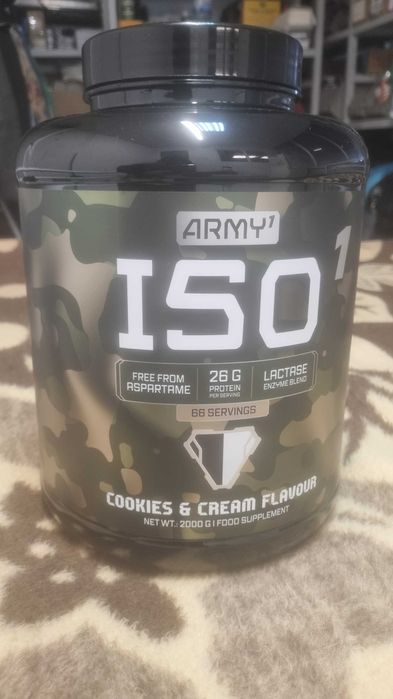 ARMY¹
ISO¹
FREE FROM
ASPARTAME
26 G
PROTEIN
PER SERVING
LACTASE
ENZYME BLEND
66 SERVINGS
COOKIES & CREAM FLAVOUR
NET WT.: 2000 G | FOOD SUPPLEMENT